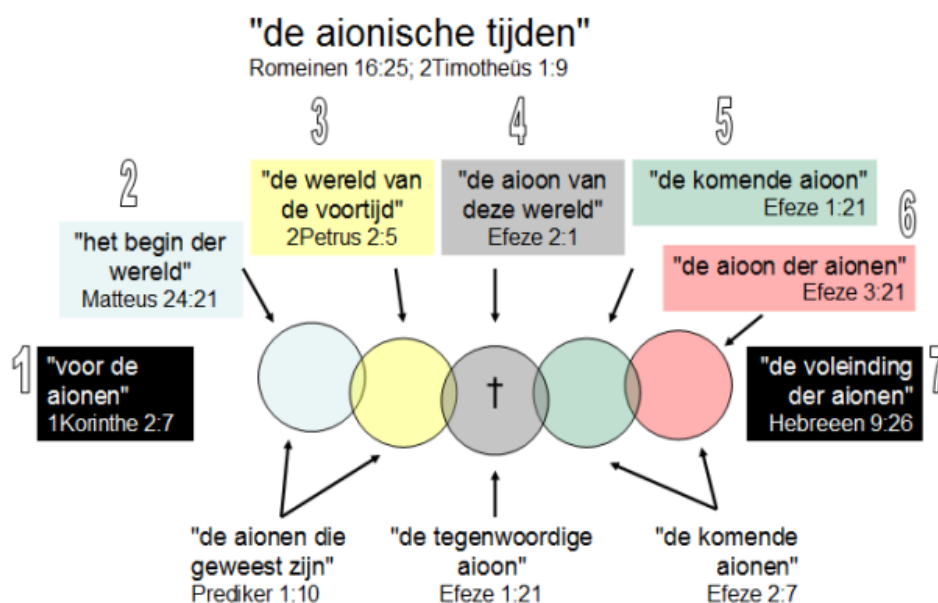 "de aionische tijden"
Romeinen 16:25; 2Timotheüs 1:9
3
4
5
2
"de wereld van
de voortijd"
2Petrus 2:5
"de aioon van
deze wereld"
Efeze 2:1
"de komende aioon"
Efeze 1:21
6
"het begin der
wereld"
Matteus 24:21
"de aioon der aionen"
Efeze 3:21
1
"voor de
aionen"
1Korinthe 2:7
"de voleinding
der aionen"
Hebreeen 9:26
7
"de aionen die
geweest zijn"
Prediker 1:10
"de tegenwoordige
aioon"
Efeze 1:21
"de komende
aionen"
Efeze 2:7